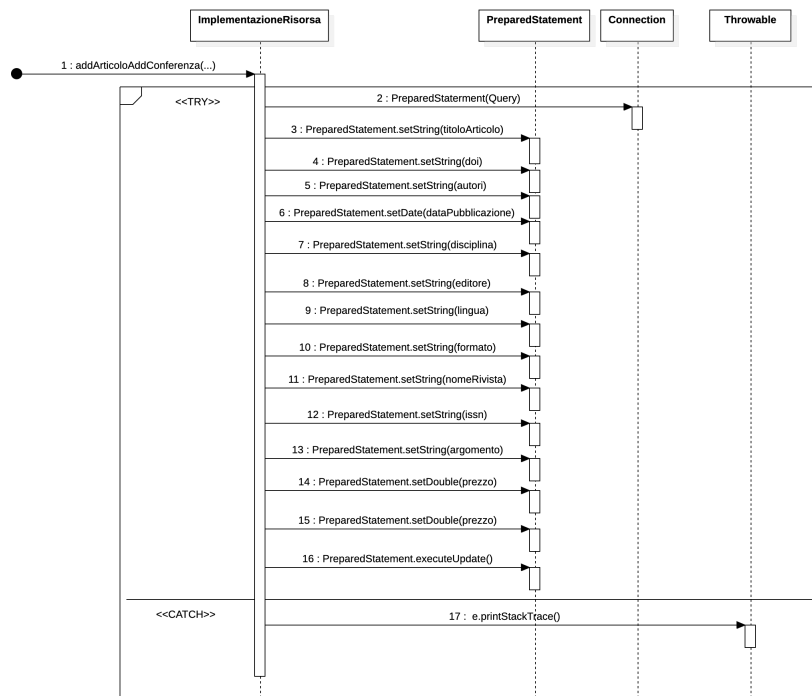 ImplementazioneRisorsa
PreparedStatement
Connection
Throwable
1 : addArticoloAddConferenza(...)
<<TRY>>
2 : PreparedStaterment(Query)
3 : PreparedStatement.setString(titoloArticolo)
4 : PreparedStatement.setString(doi)
5 : PreparedStatement.setString(autori)
6 : PreparedStatement.setDate(dataPubblicazione)
7 : PreparedStatement.setString(disciplina)
8 : PreparedStatement.setString(editore)
9 : PreparedStatement.setString(lingua)
10 : PreparedStatement.setString(formato)
11 : PreparedStatement.setString(nomeRivista)
12 : PreparedStatement.setString(issn)
13 : PreparedStatement.setString(argomento)
14 : PreparedStatement.setDouble(prezzo)
15 : PreparedStatement.setDouble(prezzo)
16 : PreparedStatement.executeUpdate()
<<CATCH>>
17 : e.printStackTrace()